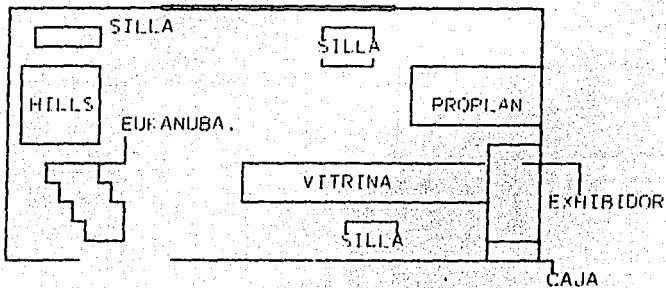 SILLA
SILLA
HILLS
PROPLAN
EUKANUBA.
VITRINA
EXHIBIDOR
SILLA
CAJA